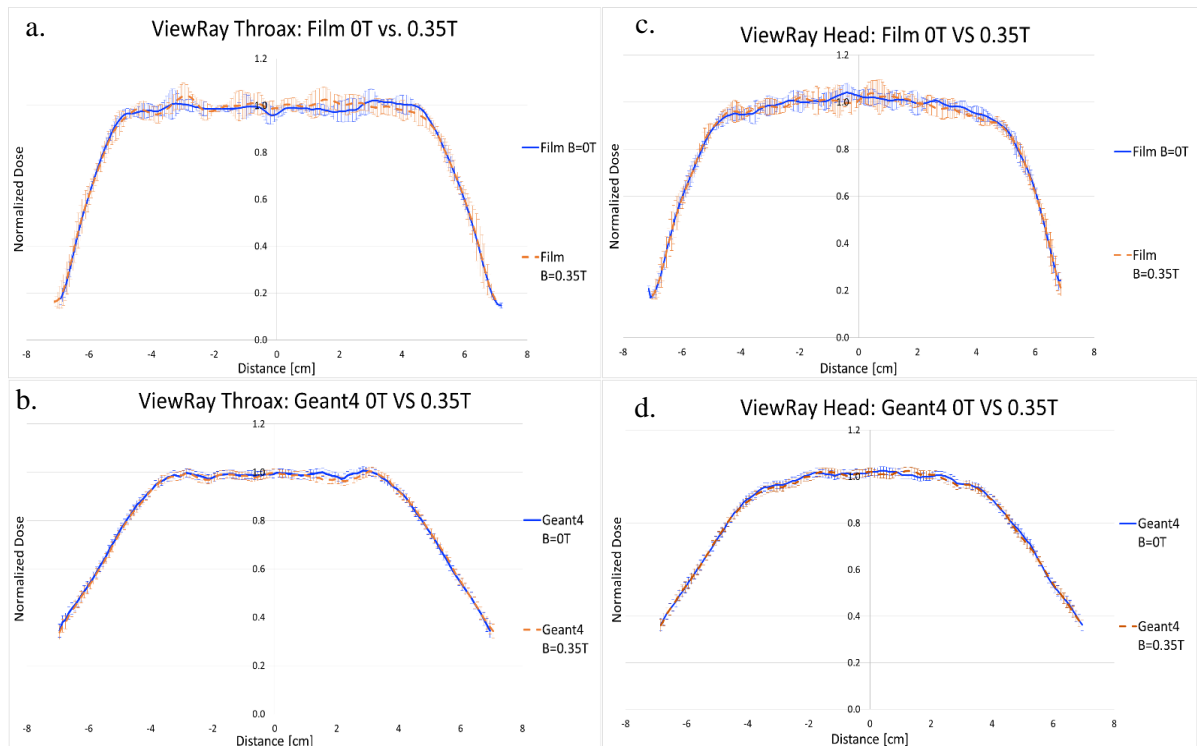 a.
ViewRay Throax: Film 0T vs. 0.35T
1.2
1.0
0.8
0.6
0.4
0.2
0.0
-8
-6
-4
-2
0
2
4
6
8
Normalized Dose
Distance [cm]
Film B=0T
Film
B=0.35T
c.
ViewRay Head: Film 0T VS 0.35T
1.2
1.0
0.8
0.6
0.4
0.2
0.0
-8
-6
-4
-2
0
2
4
6
8
Normalized Dose
Distance [cm]
Film B=0T
Film
B=0.35T
b.
ViewRay Throax: Geant4 0T VS 0.35T
1.2
1.0
0.8
0.6
0.4
0.2
0.0
-8
-6
-4
-2
0
2
4
6
8
Normalized Dose
Distance [cm]
Geant4
B=0T
Geant4
B=0.35T
d.
ViewRay Head: Geant4 0T VS 0.35T
1.2
1.0
0.8
0.6
0.4
0.2
0.0
-8
-6
-4
-2
0
2
4
6
8
Normalized Dose
Distance [cm]
Geant4
B=0T
Geant4
B=0.35T